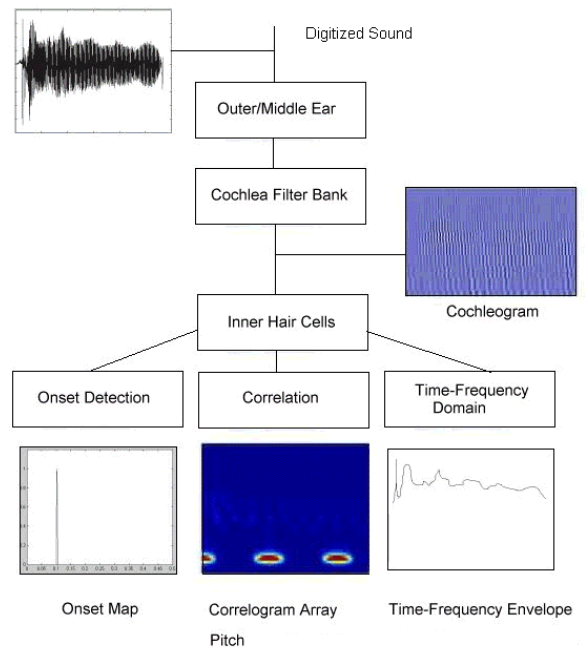 Digitized Sound
Outer/Middle Ear
Cochlea Filter Bank
Cochleogram
Inner Hair Cells
Onset Detection
Correlation
Time-Frequency
Domain
Onset Map
Correlogram Array
Pitch
Time-Frequency Envelope